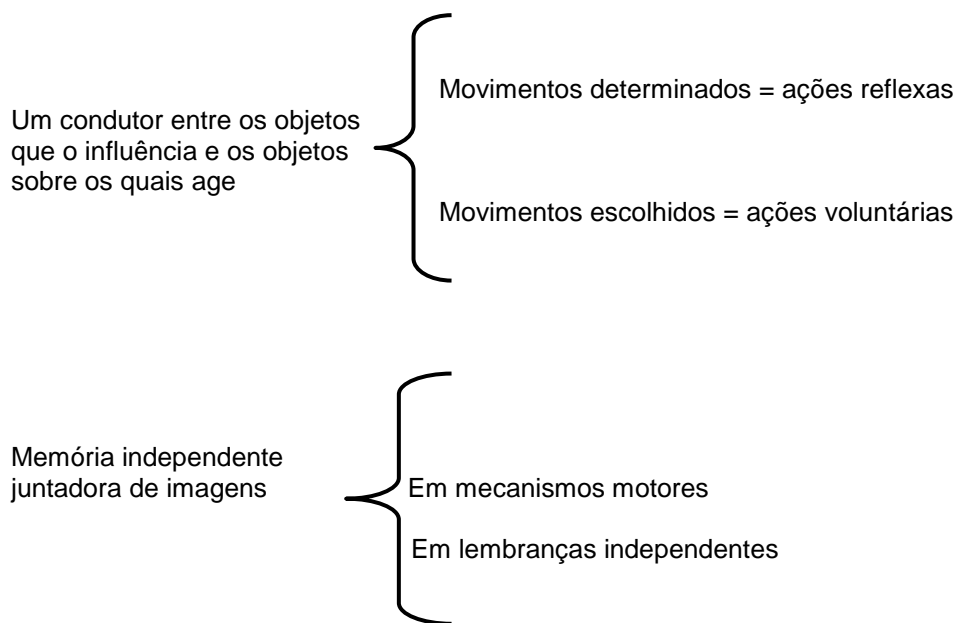 Movimentos determinados = ações reflexas
Um condutor entre os objetos
que o influência e os objetos
sobre os quais age
Movimentos escolhidos = ações voluntárias
Memória independente
juntadora de imagens
Em mecanismos motores
Em lembranças independentes